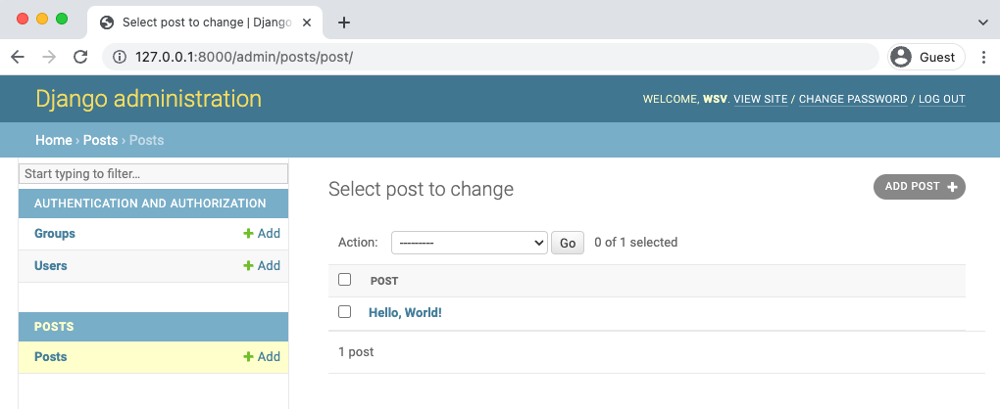 Select post to change | Django
127.0.0.1:8000/admin/posts/post/
Guest
Django administration
WELCOME, WSV. VIEW SITE / CHANGE PASSWORD / LOG OUT
Home › Posts › Posts
Start typing to filter…
AUTHENTICATION AND AUTHORIZATION
Groups + Add
Users + Add
POSTS
Posts + Add
Select post to change
ADD POST +
Action: --------- Go 0 of 1 selected
POST
Hello, World!
1 post